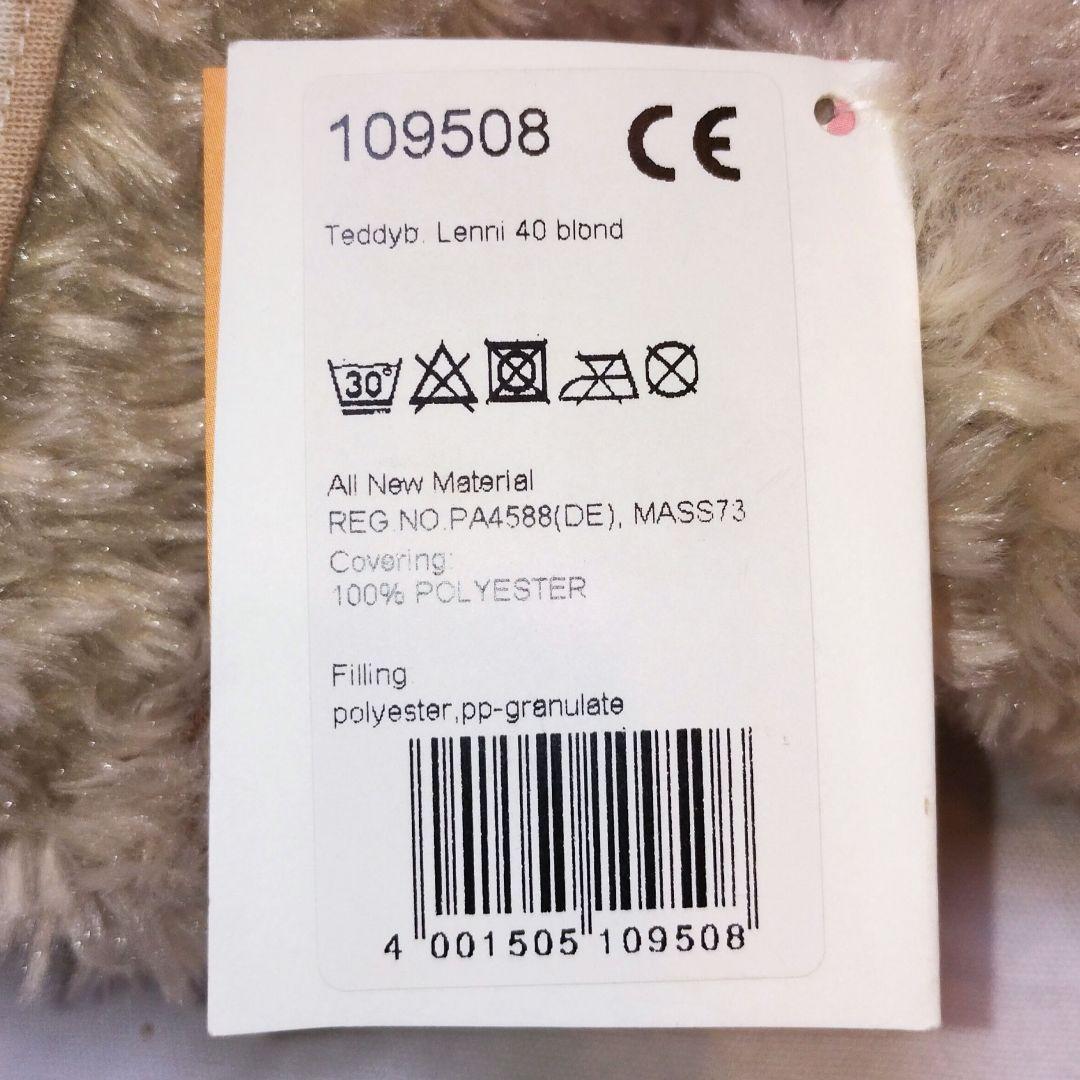 109508 CE
Teddyb. Lenni 40 blond
30°
All New Material
REG.NO.PA4588(DE), MASS73
Covering:
100% POLYESTER
Filling
polyester,pp-granulate
4 001505 109508